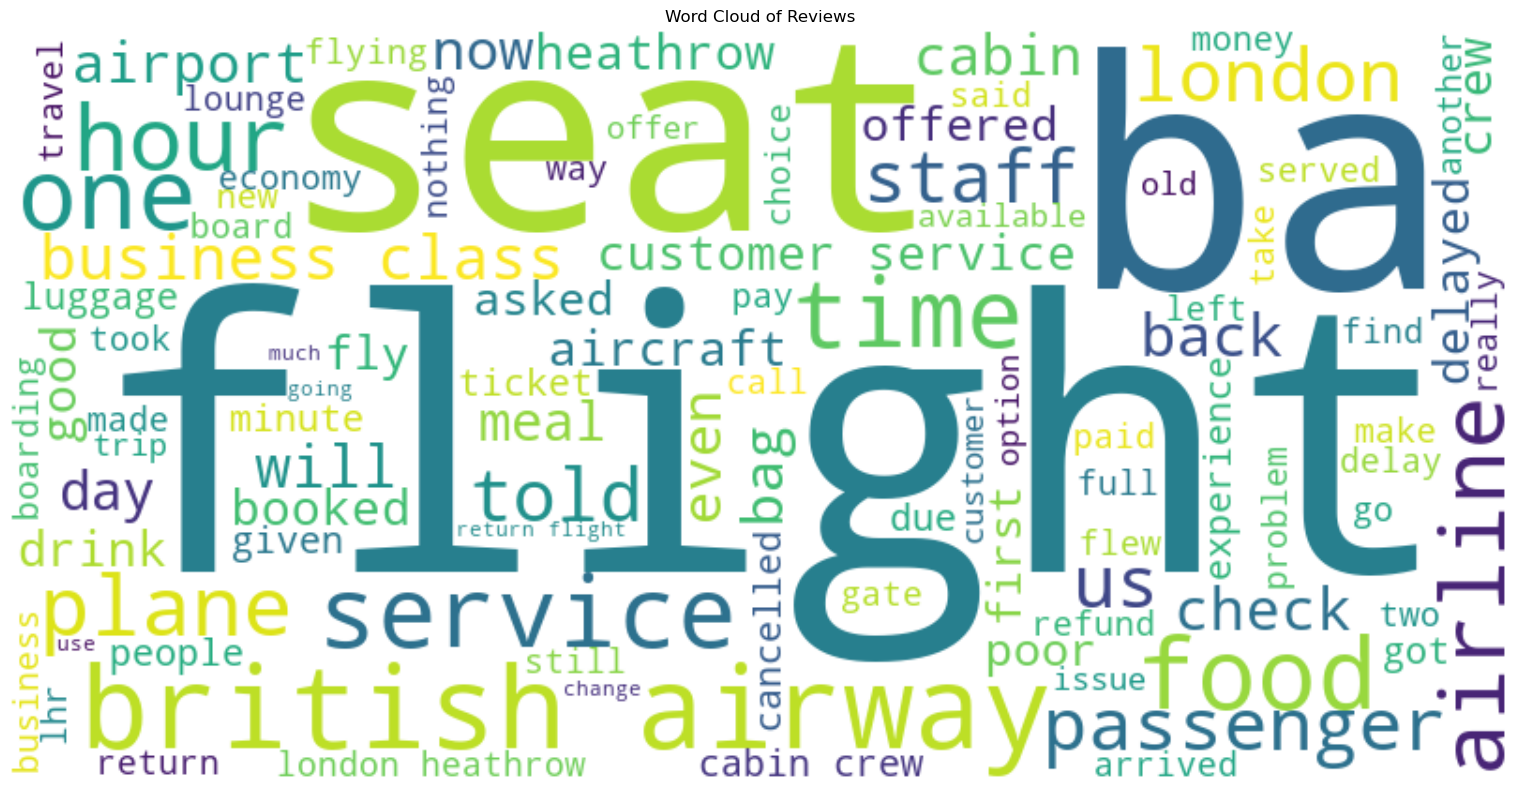 Word Cloud of Reviews
travel
airport
flying
now
heathrow
cabin
money
london
another
crew
lounge
nothing
seat
offer
choice
said
offered
ba
hour
one
economy
new
board
way
staff
available
old
served
take
delayed
business class
customer service
luggage
asked
pay
time
left
back
find
really
took
good
much
fly
aircraft
flight
going
ticket
call
option
boarding
made
trip
minute
meal
even
bag
customer
paid
experience
make
delay
day
will
booked
told
full
problem
go
drink
given
return flight
cancelled
due
first
flew
airline
plane
service
gate
us
check
two
business
use
people
still
refund
poor
issue
food
got
lhr
british airway
change
passenger
return
london heathrow
cabin crew
arrived